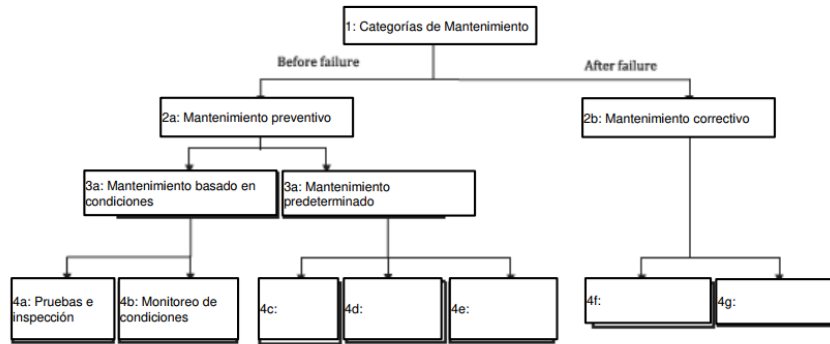 1: Categorías de Mantenimiento
Before failure
After failure
2a: Mantenimiento preventivo
2b: Mantenimiento correctivo
3a: Mantenimiento basado en
condiciones
3a: Mantenimiento
predeterminado
4a: Pruebas e
inspección
4b: Monitoreo de
condiciones
4c:
4d:
4e:
4f:
4g: